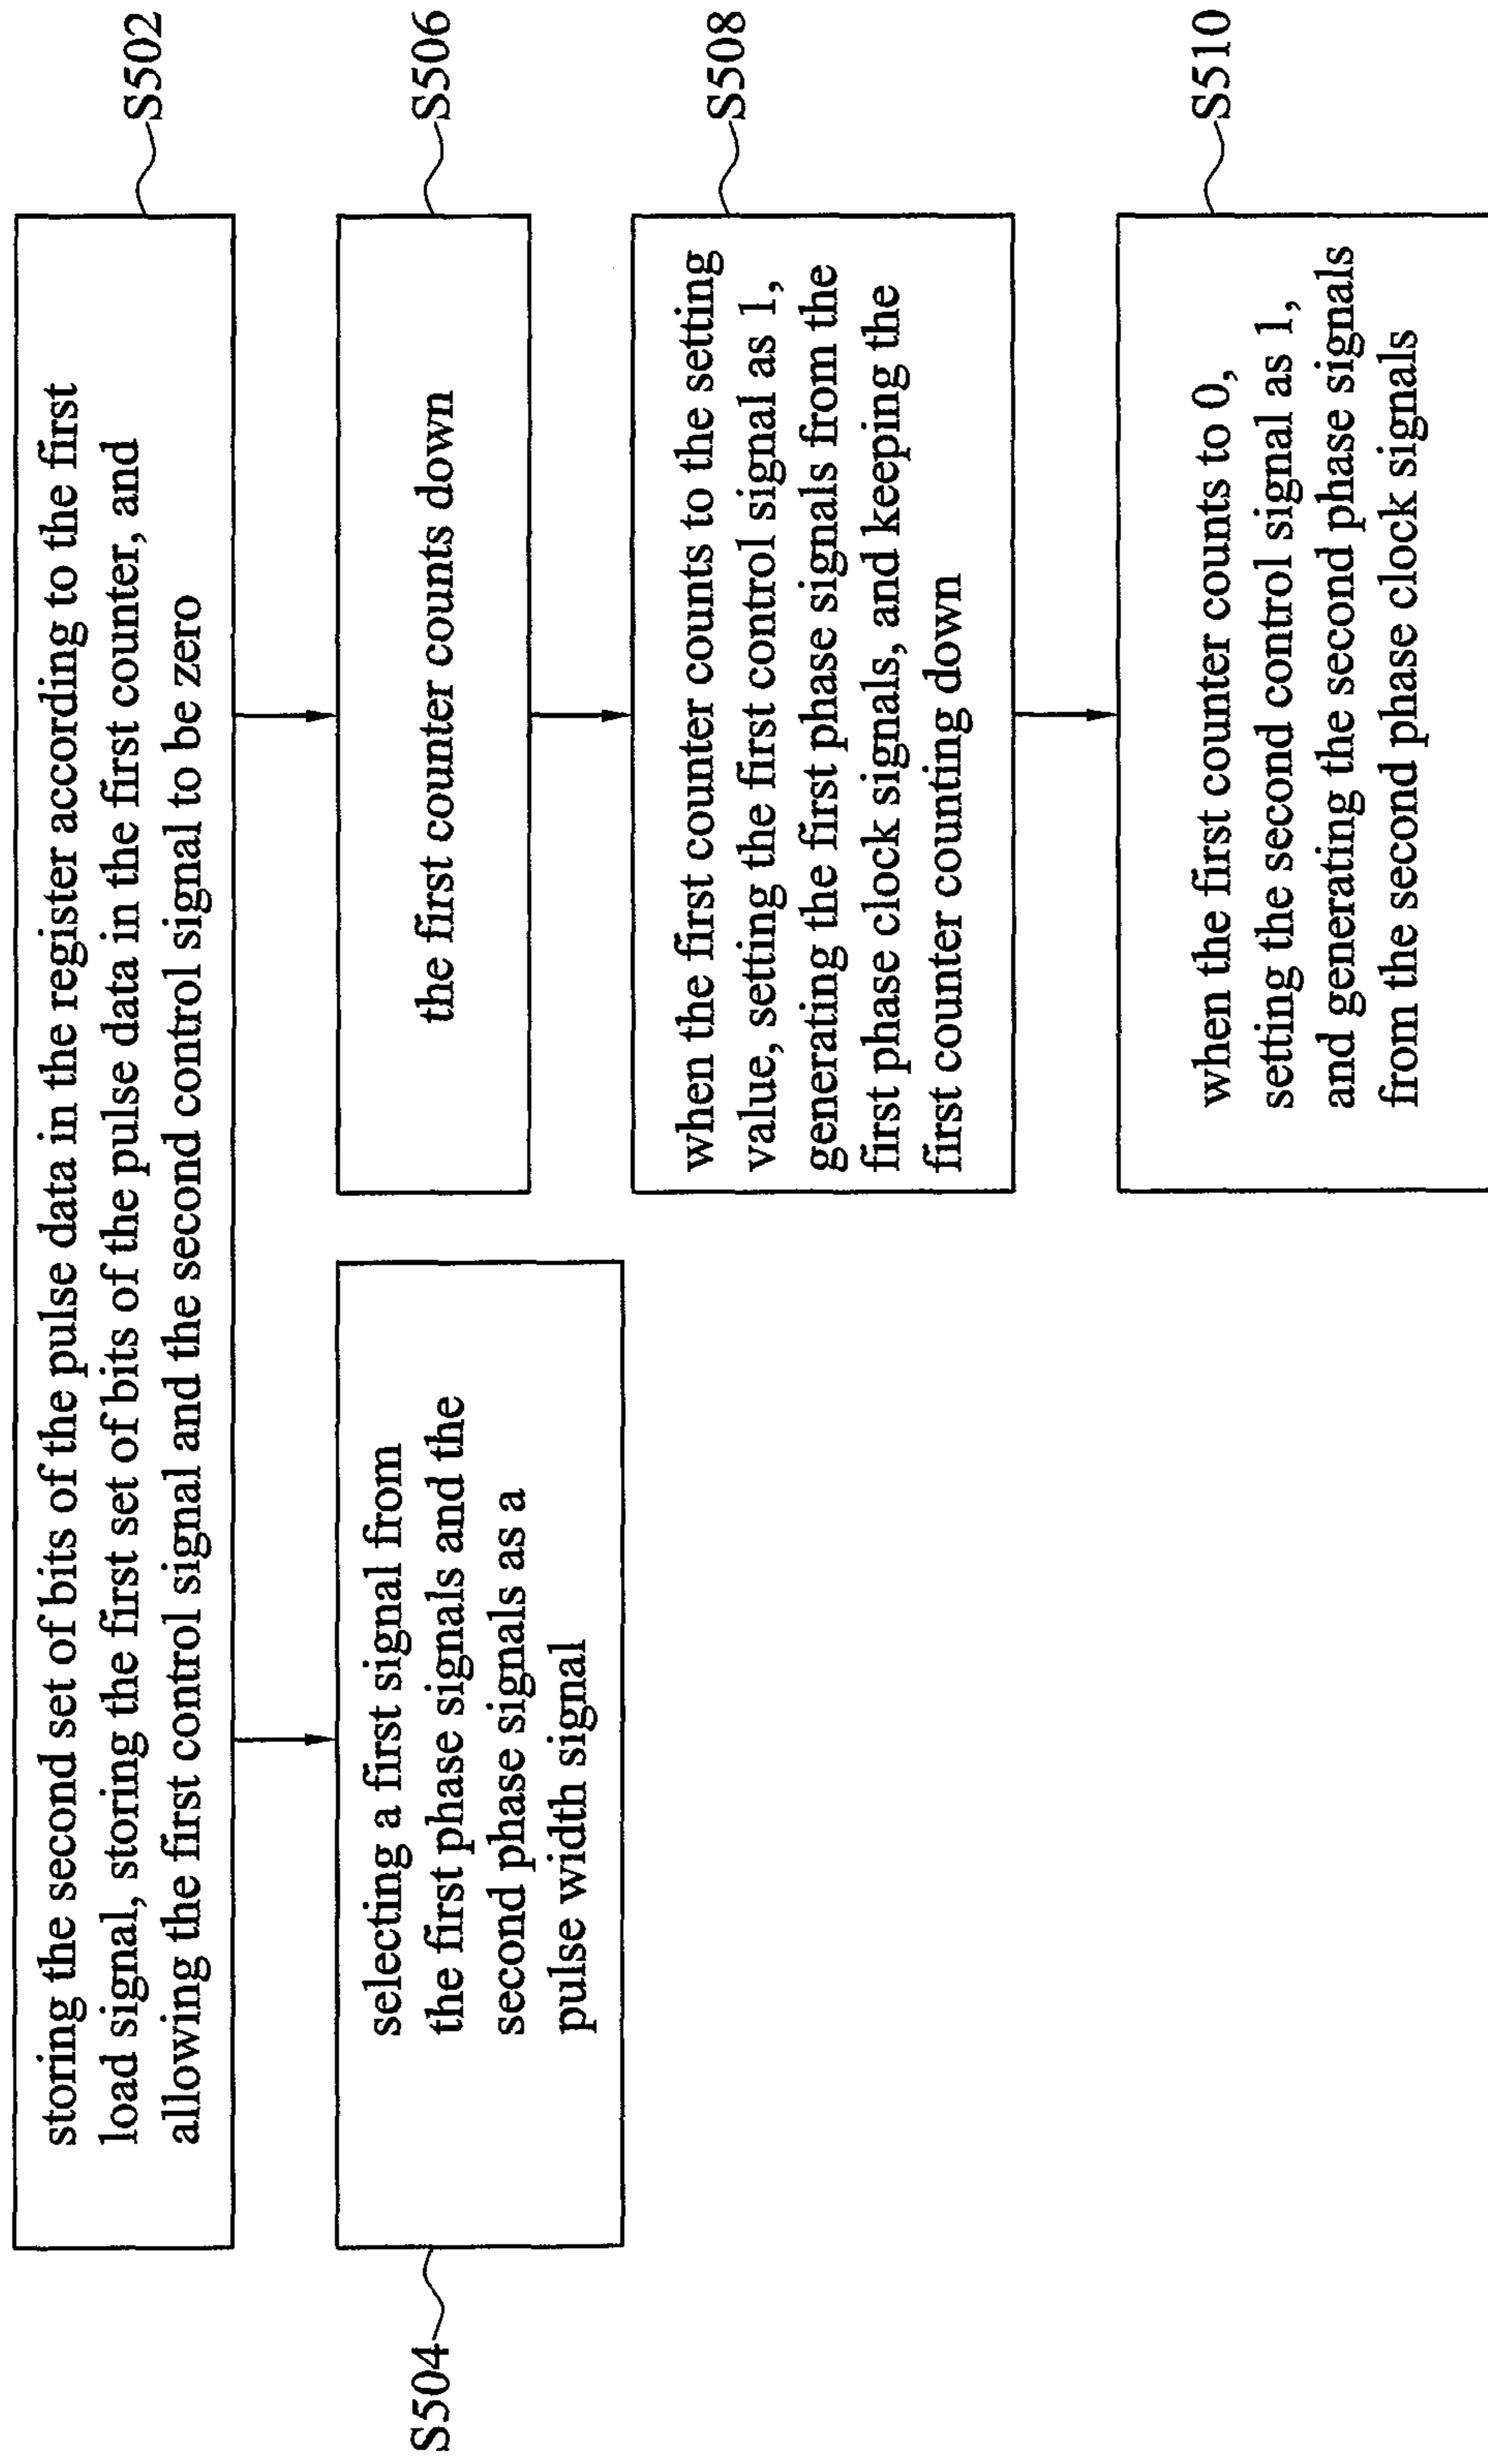 storing the second set of bits of the pulse data in the register according to the first
load signal, storing the first set of bits of the pulse data in the first counter, and
allowing the first control signal and the second control signal to be zero
S502
S504
selecting a first signal from
the first phase signals and the
second phase signals as a
pulse width signal
the first counter counts down
S506
when the first counter counts to the setting
value, setting the first control signal as 1,
generating the first phase signals from the
first phase clock signals, and keeping the
first counter counting down
S508
when the first counter counts to 0,
setting the second control signal as 1,
and generating the second phase signals
from the second phase clock signals
S510